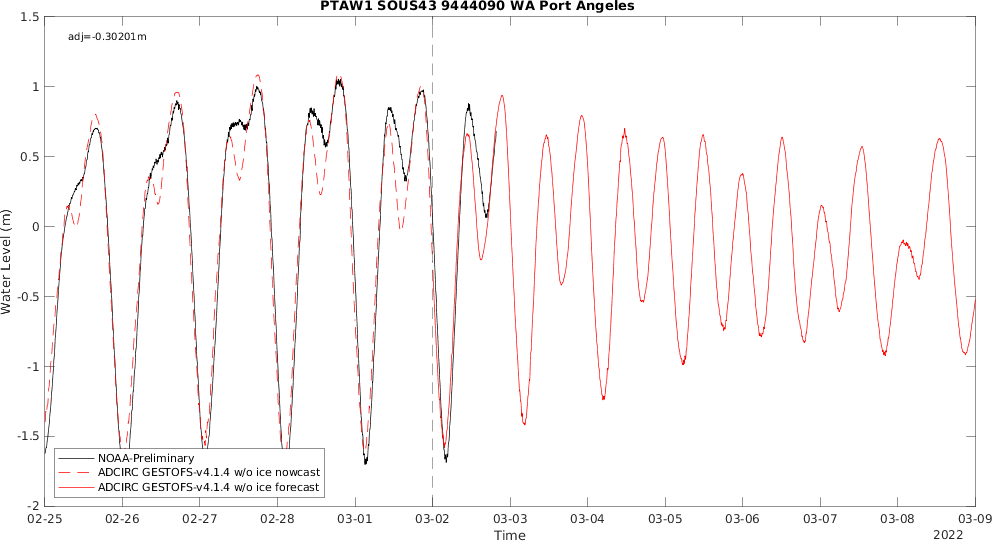 PTAW1 SOUS43 9444090 WA Port Angeles
adj=-0.30201m
1.5
1
0.5
0
-0.5
-1
-1.5
-2
Water Level (m)
NOAA-Preliminary
ADCIRC GESTOFS-v4.1.4 w/o ice nowcast
ADCIRC GESTOFS-v4.1.4 w/o ice forecast
02-25 02-26 02-27 02-28 03-01 03-02 03-03 03-04 03-05 03-06 03-07 03-08 03-09
Time
2022